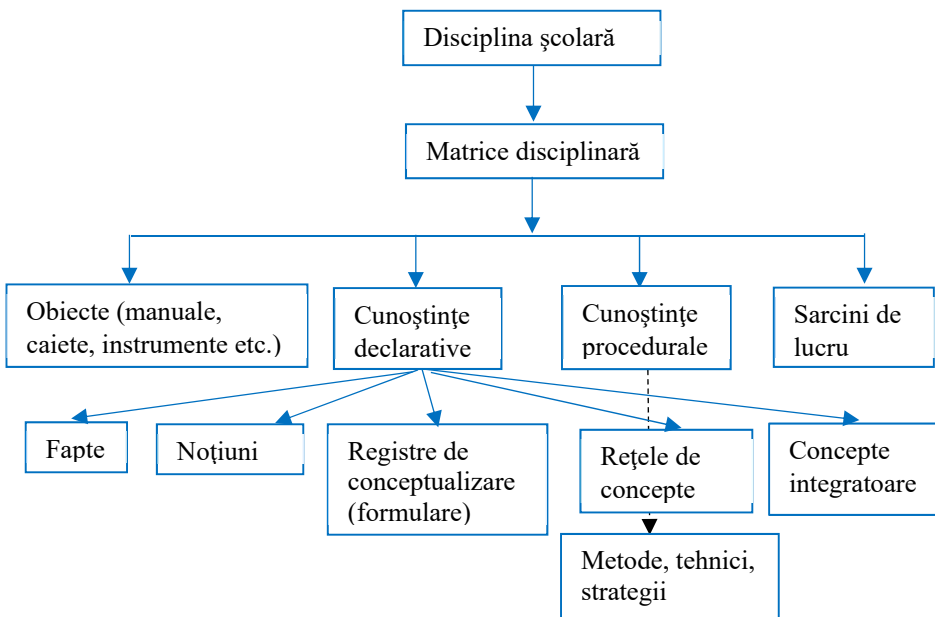 Disciplina şcolară
Matrice disciplinară
Obiecte (manuale,
caiete, instrumente etc.)
Cunoştinţe
declarative
Cunoştinţe
procedurale
Sarcini de
lucru
Fapte
Noţiuni
Registre de
conceptualizare
(formulare)
Reţele de
concepte
Concepte
integratoare
Metode, tehnici,
strategii